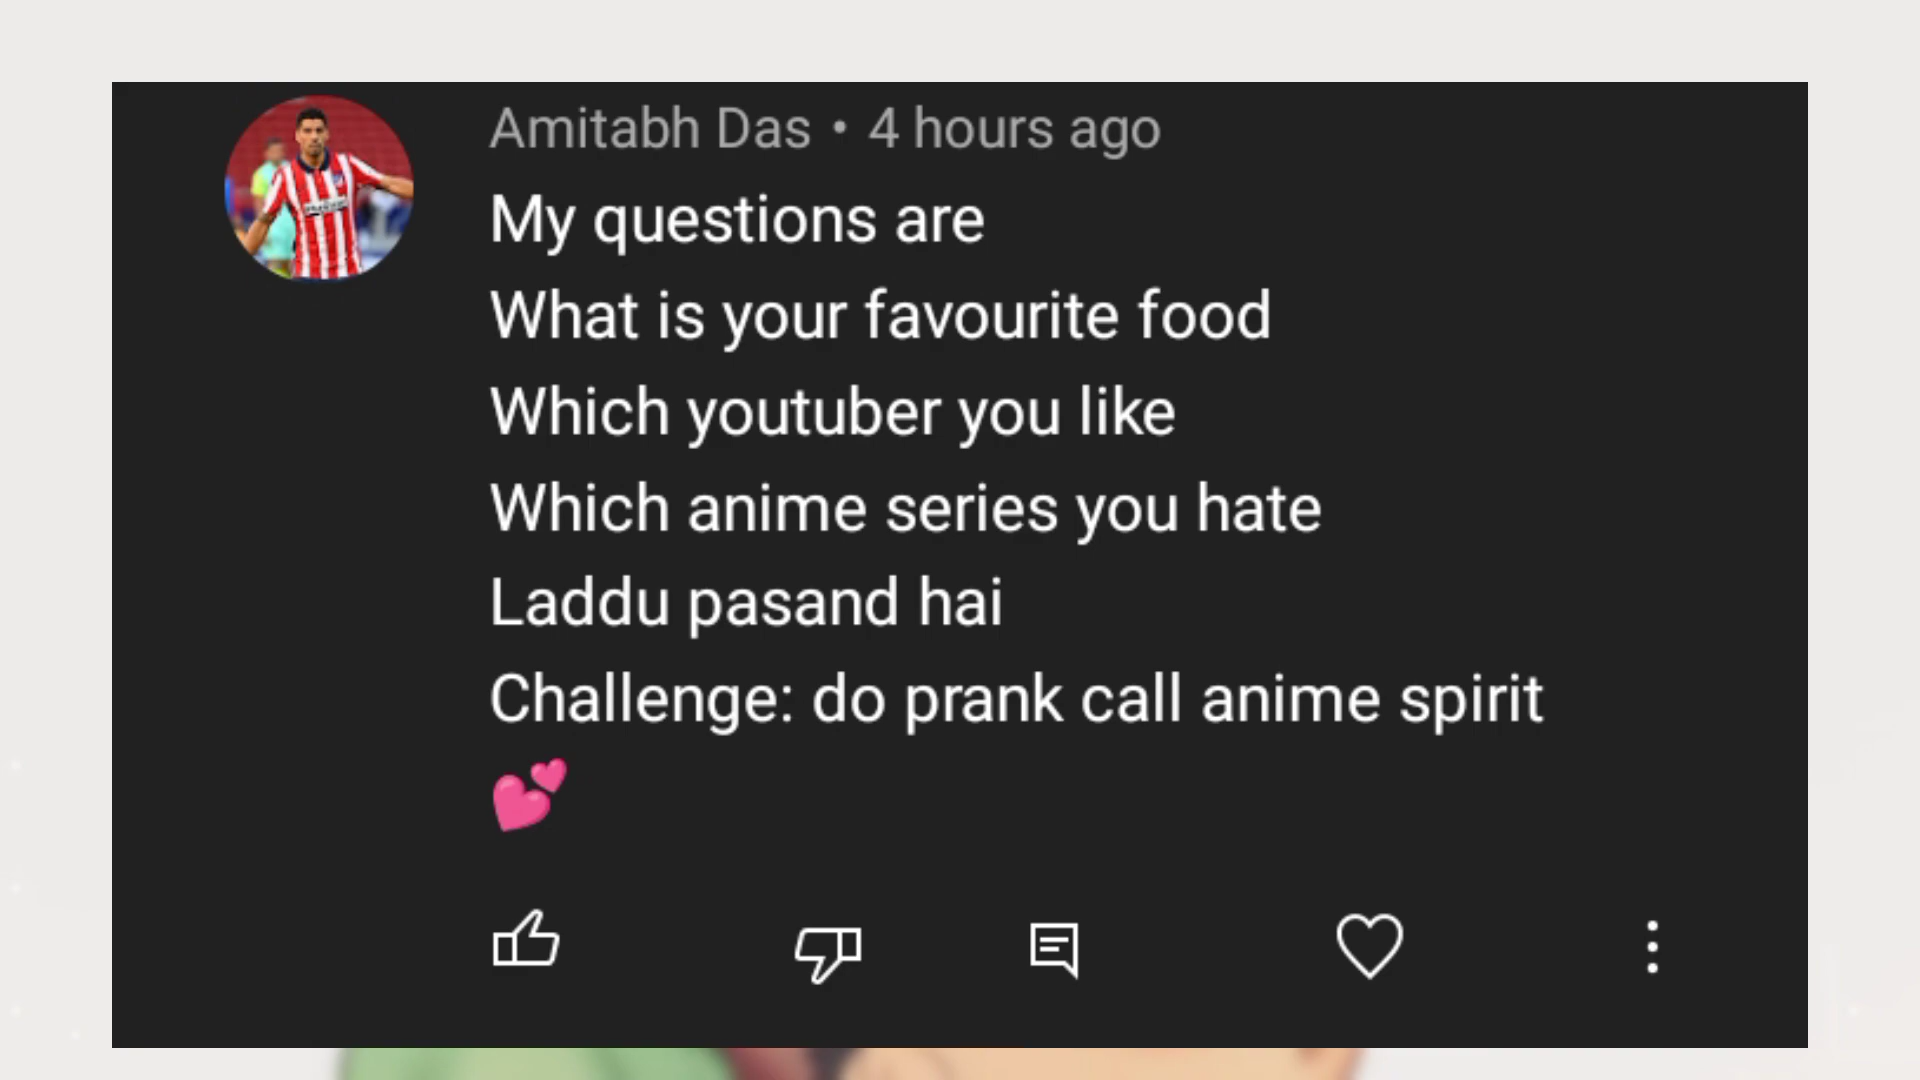 Amitabh Das • 4 hours ago
My questions are
What is your favourite food
Which youtuber you like
Which anime series you hate
Laddu pasand hai
Challenge: do prank call anime spirit
💕